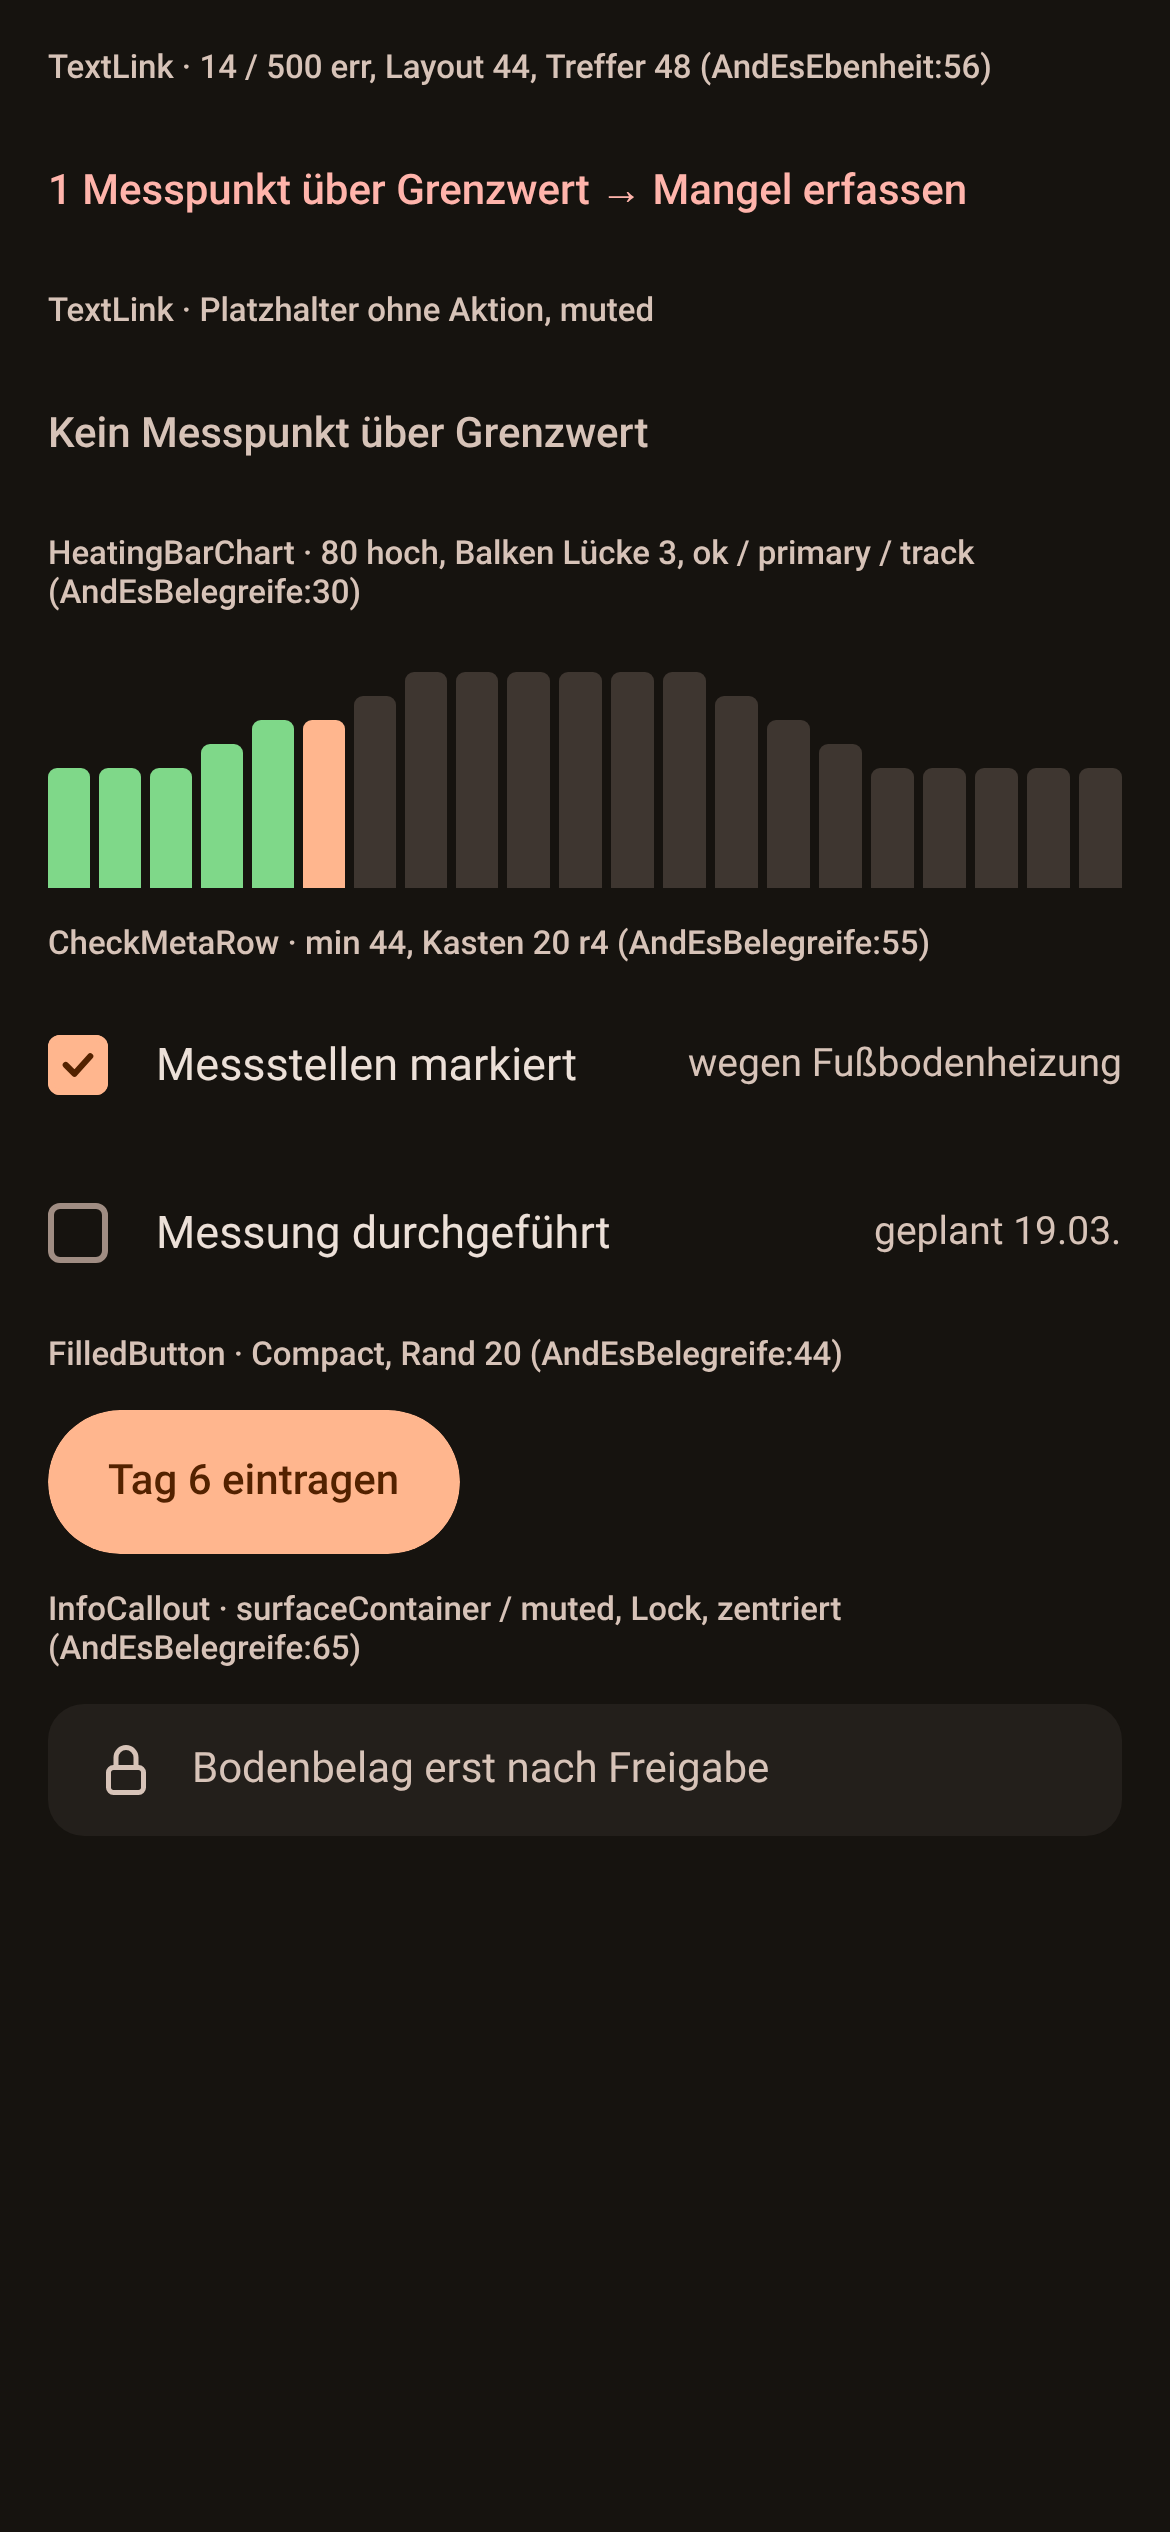 TextLink · 14 / 500 err, Layout 44, Treffer 48 (AndEsEbenheit:56)
1 Messpunkt über Grenzwert → Mangel erfassen
TextLink · Platzhalter ohne Aktion, muted
Kein Messpunkt über Grenzwert
HeatingBarChart · 80 hoch, Balken Lücke 3, ok / primary / track
(AndEsBelegreife:30)
CheckMetaRow · min 44, Kasten 20 r4 (AndEsBelegreife:55)
Messstellen markiert wegen Fußbodenheizung
Messung durchgeführt geplant 19.03.
FilledButton · Compact, Rand 20 (AndEsBelegreife:44)
Tag 6 eintragen
InfoCallout · surfaceContainer / muted, Lock, zentriert
(AndEsBelegreife:65)
Bodenbelag erst nach Freigabe